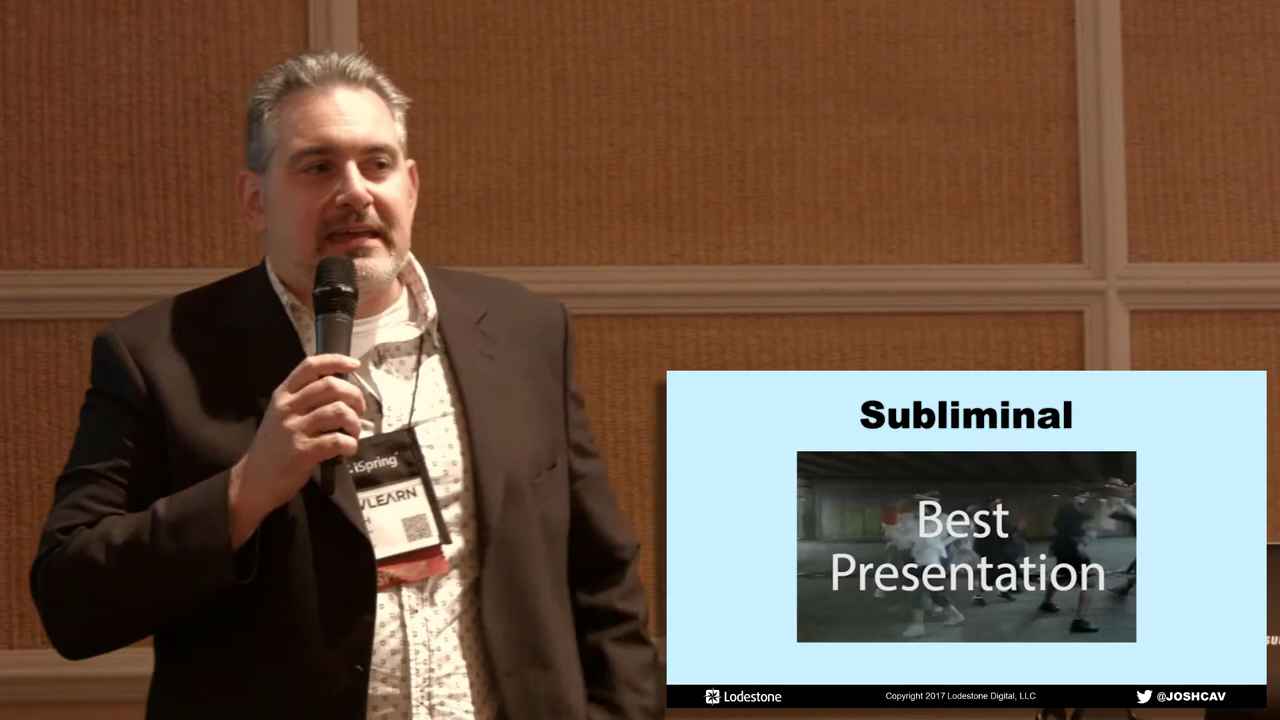 iSpring
VLEARN
Subliminal
Best
Presentation
Lodestone
Copyright 2017 Lodestone Digital, LLC
@JOSHCAV